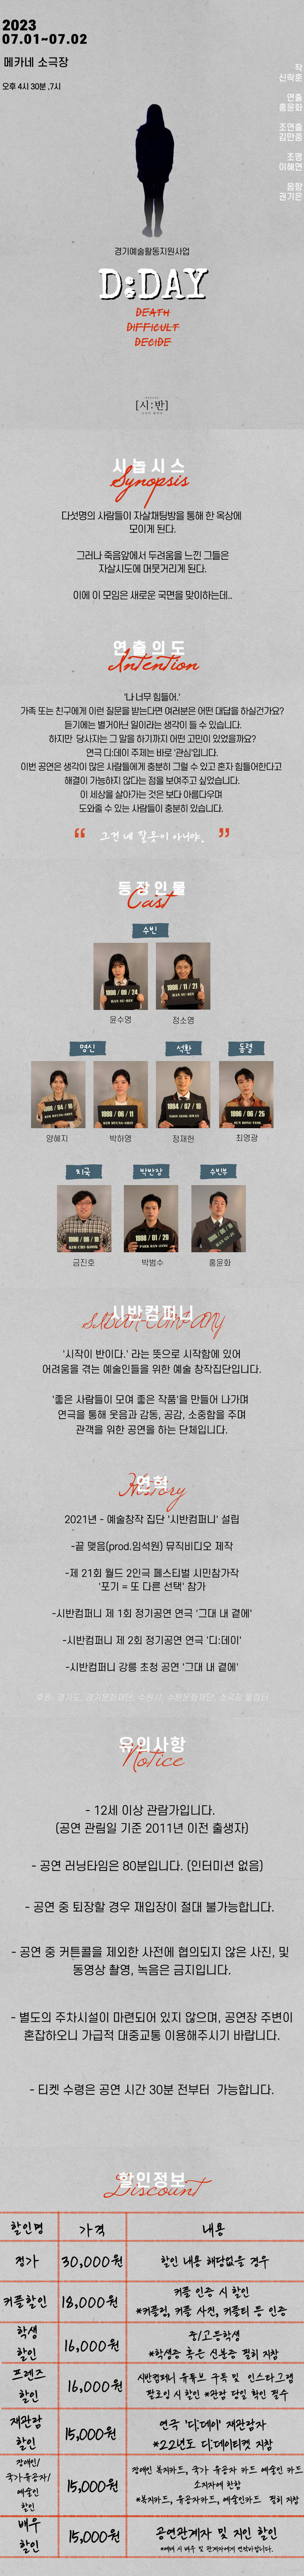 2023
07.01~07.02
메카네 소극장
오후 4시 30분 ,7시
작
신락훈
연출
홍윤화
조연출
김민중
조명
이혜연
음향
권기은
경기예술활동지원사업
D:DAY
DEATH
DIFFICULT
DECIDE
[시:반]
시놉시스
Synopsis
다섯명의 사람들이 자살채팅방을 통해 한 옥상에
모이게 된다.
그러나 죽음앞에서 두려움을 느낀 그들은
자살시도에 머뭇거리게 된다.
이에 이 모임은 새로운 국면을 맞이하는데..
연출의도
Intention
'나 너무 힘들어.'
가족 또는 친구에게 이런 질문을 받는다면 여러분은 어떤 대답을 하실건가요?
듣기에는 별거아닌 일이라는 생각이 들 수 있습니다.
하지만 당사자는 그 말을 하기까지 어떤 고민이 있었을까요?
연극 디:데이 주제는 바로 '관심'입니다.
이번 공연은 생각이 많은 사람들에게 충분히 그럴 수 있고 혼자 힘들어한다고
해결이 가능하지 않다는 점을 보여주고 싶었습니다.
이 세상을 살아가는 것은 보다 아름다우며
도와줄 수 있는 사람들이 충분히 있습니다.
“ 그건 네 잘못이 아니야. ”
등장인물
Cast
수빈
1998 / 09 / 24
HAN SU-BIN
1998 / 11 / 21
HAN SU-BIN
윤수영
정소영
명신
석환
동렬
1996 / 04 / 18
1998 / 06 / 11
1994 / 07 / 18
1998 / 06 / 25
양혜지
박하영
정재헌
최영광
지국
박반장
수빈부
금진호
박범수
홍윤화
시반컴퍼니
SIBAN COMPANY
'시작이 반이다.' 라는 뜻으로 시작함에 있어
어려움을 겪는 예술인들을 위한 예술 창작집단입니다.
'좋은 사람들이 모여 좋은 작품'을 만들어 나가며
연극을 통해 웃음과 감동, 공감, 소중함을 주며
관객을 위한 공연을 하는 단체입니다.
연혁
History
2021년 - 예술창작 집단 '시반컴퍼니' 설립
-끝 맺음(prod.임석원) 뮤직비디오 제작
-제 21회 월드 2인극 페스티벌 시민참가작
'포기 = 또 다른 선택' 참가
-시반컴퍼니 제 1회 정기공연 연극 '그대 내 곁에'
-시반컴퍼니 제 2회 정기공연 연극 '디:데이'
-시반컴퍼니 강릉 초청 공연 '그대 내 곁에'
후원: 경기도, 경기문화재단, 수원시, 수원문화재단, 소극장 울림터
유의사항
Notice
- 12세 이상 관람가입니다.
(공연 관림일 기준 2011년 이전 출생자)
- 공연 러닝타임은 80분입니다. (인터미션 없음)
- 공연 중 퇴장할 경우 재입장이 절대 불가능합니다.
- 공연 중 커튼콜을 제외한 사전에 협의되지 않은 사진, 및
동영상 촬영, 녹음은 금지입니다.
- 별도의 주차시설이 마련되어 있지 않으며, 공연장 주변이
혼잡하오니 가급적 대중교통 이용해주시기 바랍니다.
- 티켓 수령은 공연 시간 30분 전부터 가능합니다.
할인정보
Discount
할인명 가격 내용
정가 30,000원 할인 내용 해당없을 경우
커플할인 18,000원 커플 인증 시 할인
*커플링, 커플 사진, 커플티 등 인증
학생
할인 16,000원 중/고등학생
*학생증 혹은 신분증 필히 지참
프렌즈
할인 16,000원 시반컴퍼니 유튜브 구독 및 인스타그램
팔로잉 시 할인 *관람 당일 확인 필수
재관람
할인 15,000원 연극 '디;데이' 재관람자
*22년도 디;데이티켓 지참
장애인/
국가유공자/
예술인
할인 15,000원 장애인 복지카드, 국가 유공자 카드 예술인 카드
소지자에 한함
*복지카드, 유공자카드, 예술인카드 필히 지참
배우
할인 15,000원 공연관계자 및 지인 할인
*예매 시 배우 및 관계자에게 연락바랍니다.